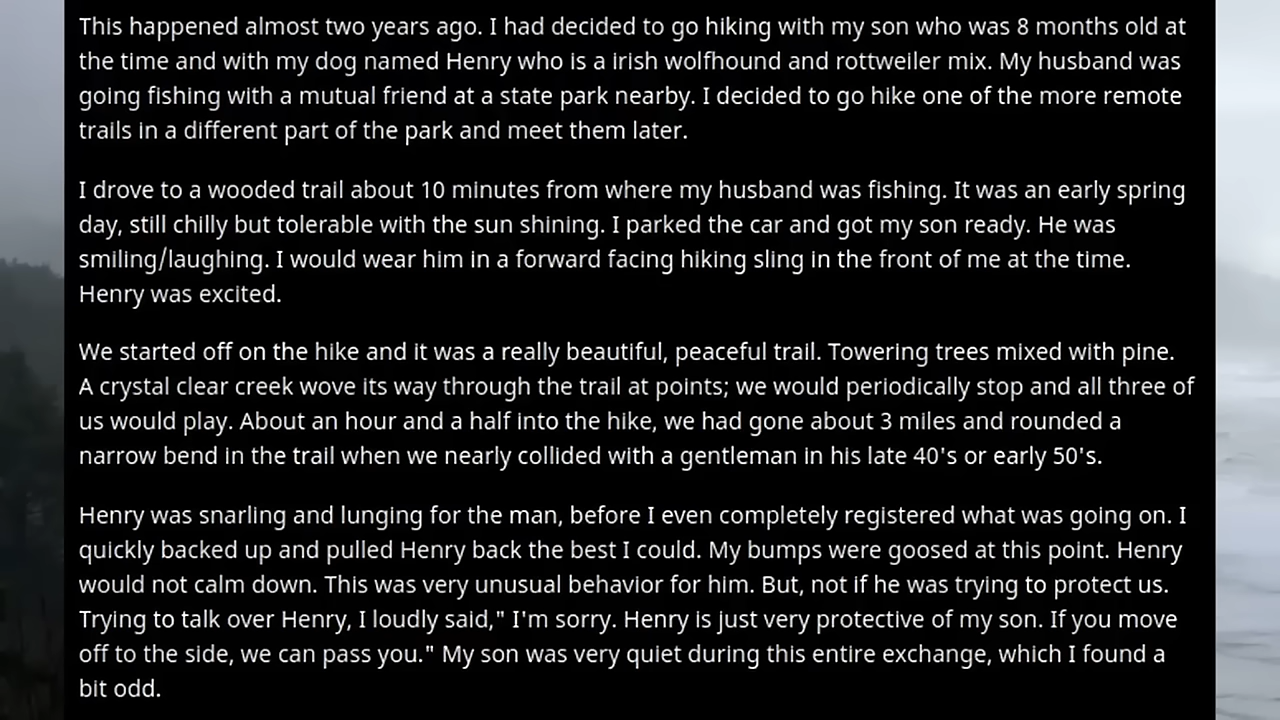 This happened almost two years ago. I had decided to go hiking with my son who was 8 months old at
the time and with my dog named Henry who is a irish wolfhound and rottweiler mix. My husband was
going fishing with a mutual friend at a state park nearby. I decided to go hike one of the more remote
trails in a different part of the park and meet them later.
I drove to a wooded trail about 10 minutes from where my husband was fishing. It was an early spring
day, still chilly but tolerable with the sun shining. I parked the car and got my son ready. He was
smiling/laughing. I would wear him in a forward facing hiking sling in the front of me at the time.
Henry was excited.
We started off on the hike and it was a really beautiful, peaceful trail. Towering trees mixed with pine.
A crystal clear creek wove its way through the trail at points; we would periodically stop and all three of
us would play. About an hour and a half into the hike, we had gone about 3 miles and rounded a
narrow bend in the trail when we nearly collided with a gentleman in his late 40's or early 50's.
Henry was snarling and lunging for the man, before I even completely registered what was going on. I
quickly backed up and pulled Henry back the best I could. My bumps were goosed at this point. Henry
would not calm down. This was very unusual behavior for him. But, not if he was trying to protect us.
Trying to talk over Henry, I loudly said," I'm sorry. Henry is just very protective of my son. If you move
off to the side, we can pass you." My son was very quiet during this entire exchange, which I found a
bit odd.